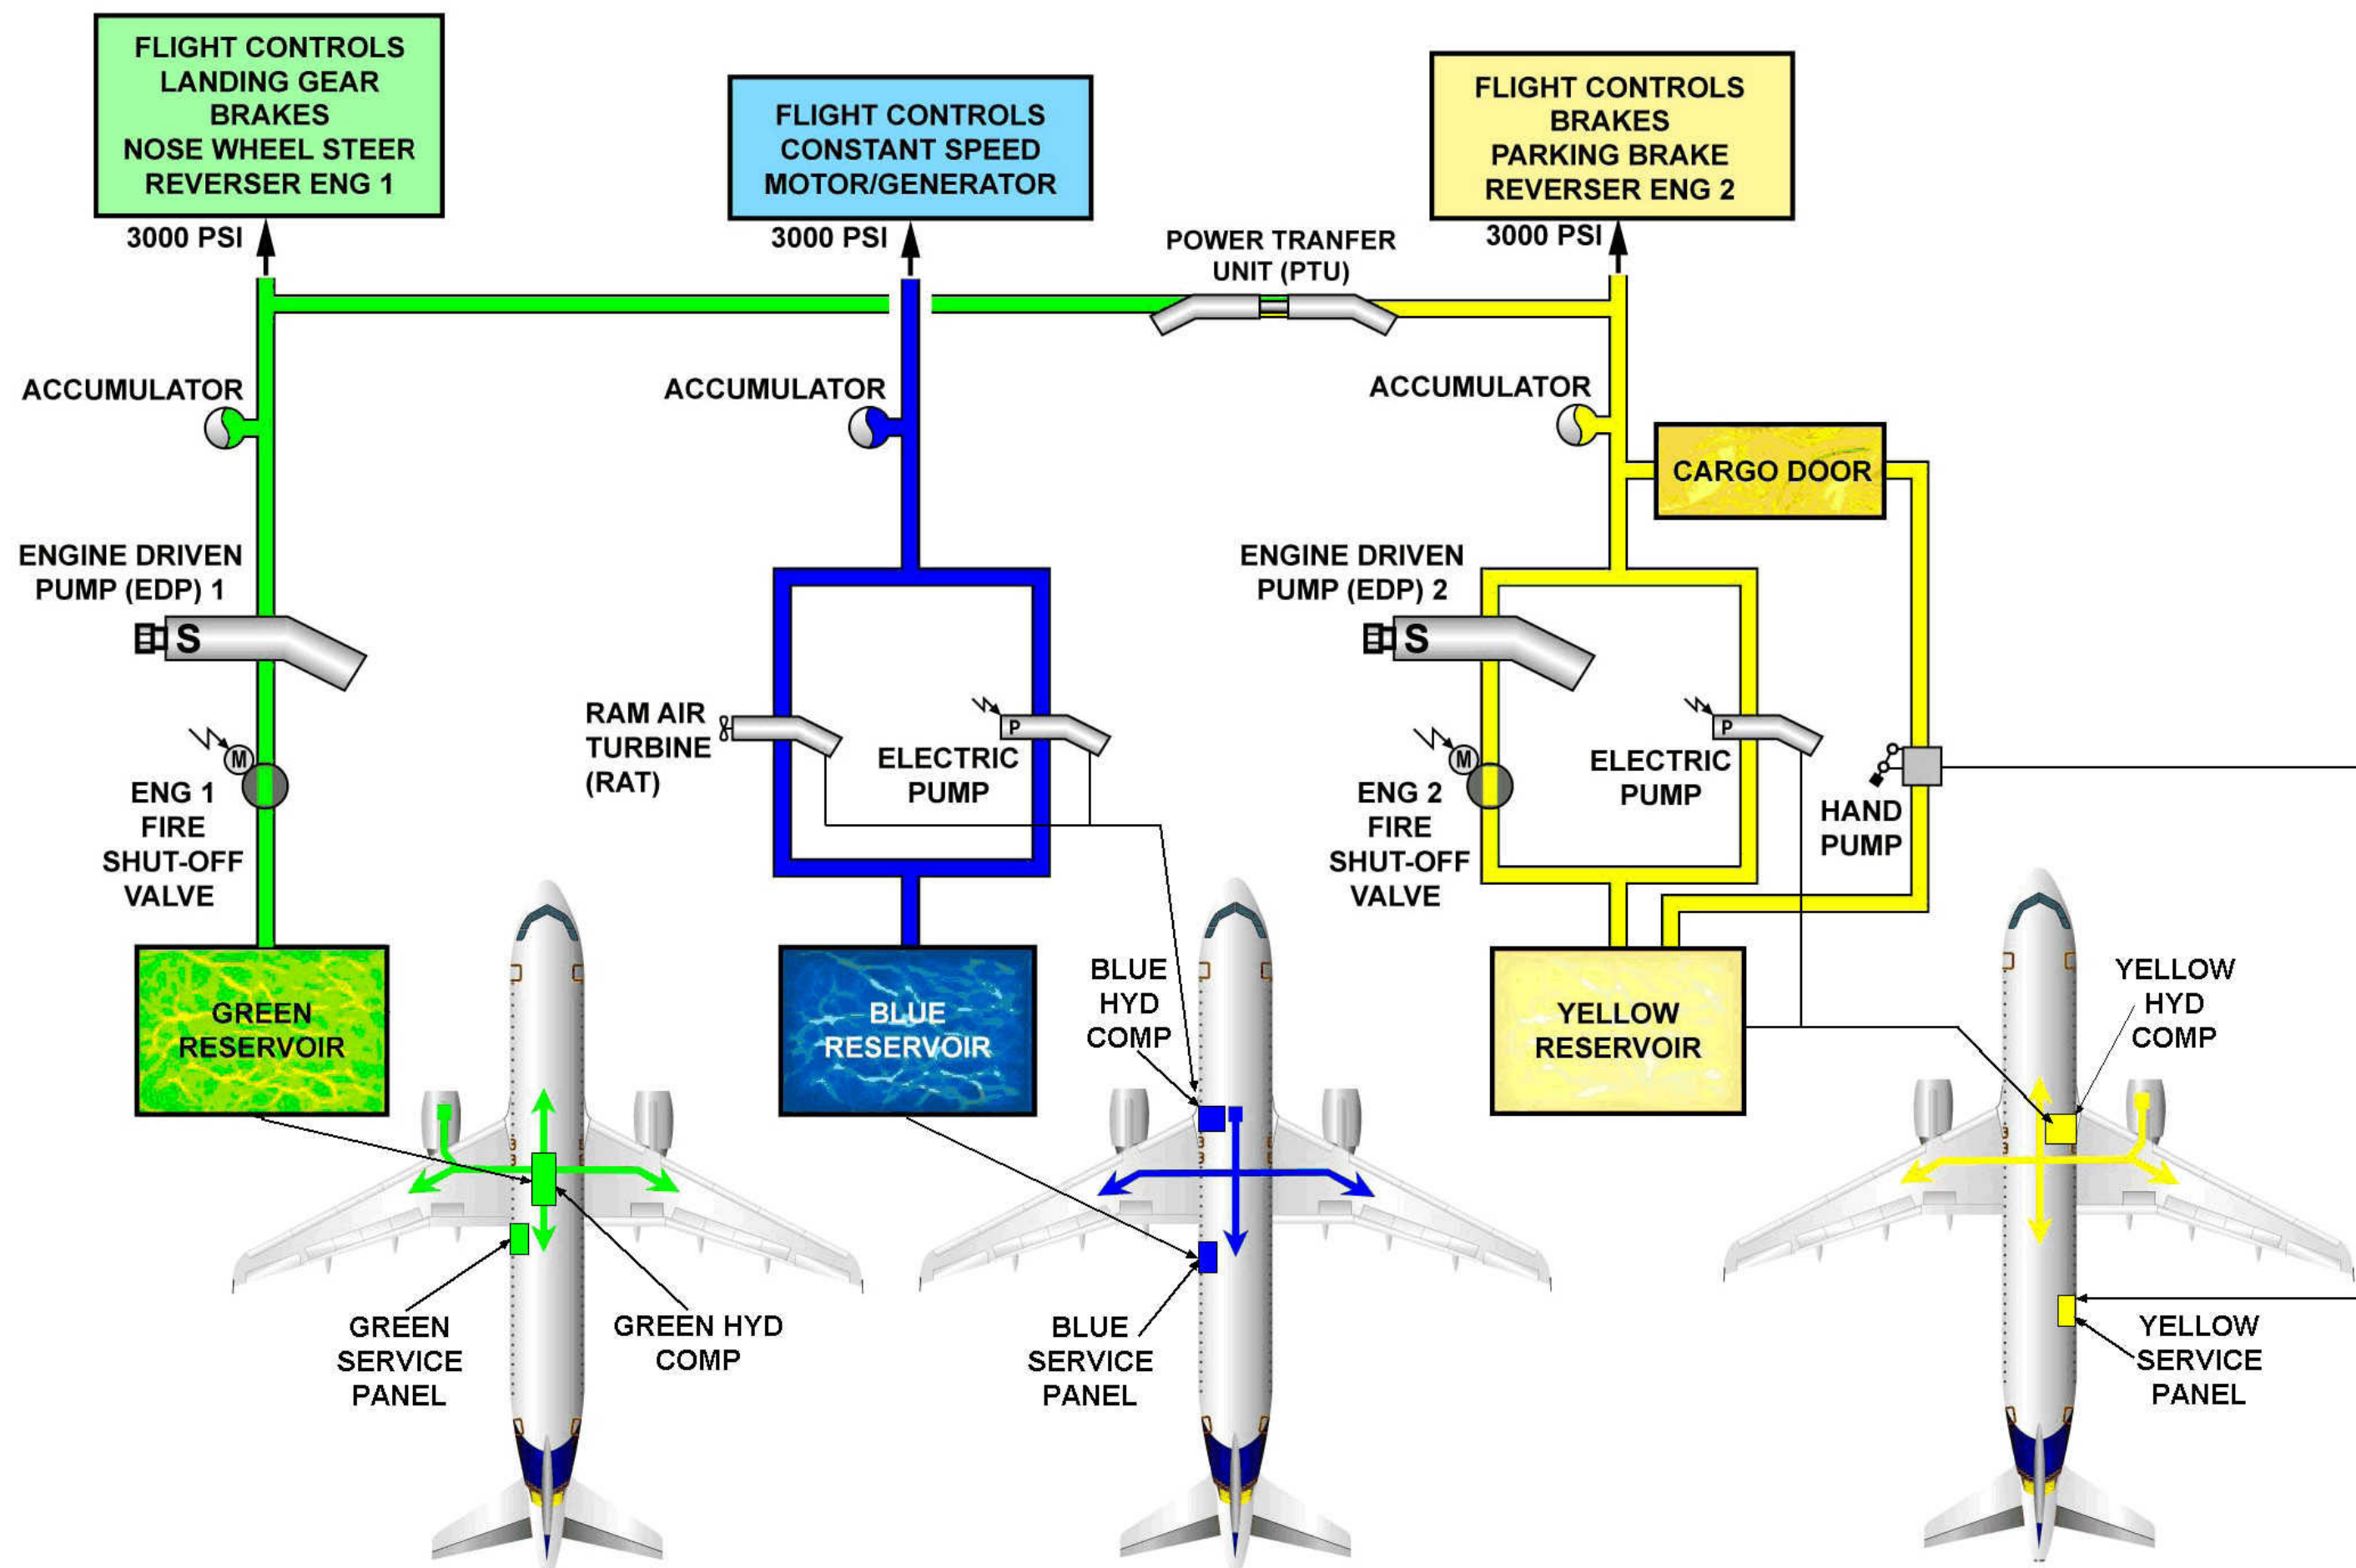 FLIGHT CONTROLS
LANDING GEAR
BRAKES
NOSE WHEEL STEER
REVERSER ENG 1
3000 PSI
FLIGHT CONTROLS
CONSTANT SPEED
MOTOR/GENERATOR
3000 PSI
FLIGHT CONTROLS
BRAKES
PARKING BRAKE
REVERSER ENG 2
3000 PSI
POWER TRANFER
UNIT (PTU)
ACCUMULATOR
ACCUMULATOR
ACCUMULATOR
CARGO DOOR
ENGINE DRIVEN
PUMP (EDP) 1
S
ENGINE DRIVEN
PUMP (EDP) 2
S
RAM AIR
TURBINE
(RAT)
P
ELECTRIC
PUMP
P
ELECTRIC
PUMP
HAND
PUMP
M
ENG 1
FIRE
SHUT-OFF
VALVE
M
ENG 2
FIRE
SHUT-OFF
VALVE
GREEN
RESERVOIR
BLUE
RESERVOIR
BLUE
HYD
COMP
YELLOW
RESERVOIR
YELLOW
HYD
COMP
GREEN
SERVICE
PANEL
GREEN HYD
COMP
BLUE
SERVICE
PANEL
YELLOW
SERVICE
PANEL